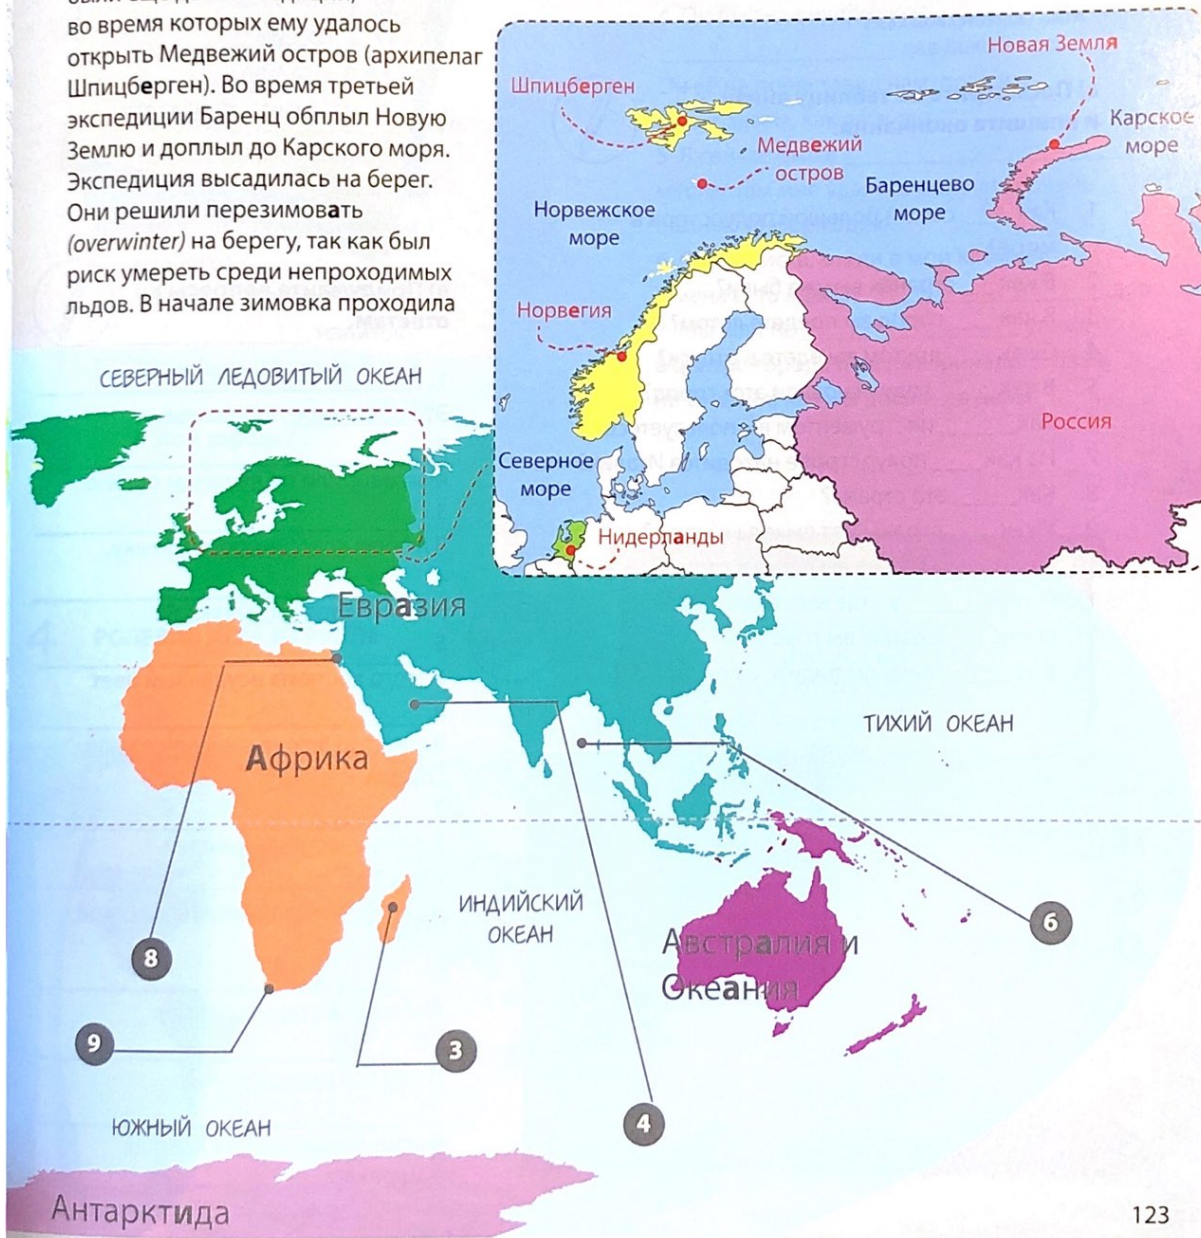 во время которых ему удалось
открыть Медвежий остров (архипелаг
Шпицберген). Во время третьей
экспедиции Баренц обплыл Новую
Землю и доплыл до Карского моря.
Экспедиция высадилась на берег.
Они решили перезимовать
(overwinter) на берегу, так как был
риск умереть среди непроходимых
льдов. В начале зимовка проходила
Новая Земля
Шпицберген
Карское
море
Медвежий
остров
Баренцево
море
Норвежское
море
Норвегия
Россия
Северное
море
Нидерланды
СЕВЕРНЫЙ ЛЕДОВИТЫЙ ОКЕАН
Евразия
ТИХИЙ ОКЕАН
Африка
ИНДИЙСКИЙ
ОКЕАН
6
Австралия и
Океания
8
9
3
4
ЮЖНЫЙ ОКЕАН
Антарктида
123